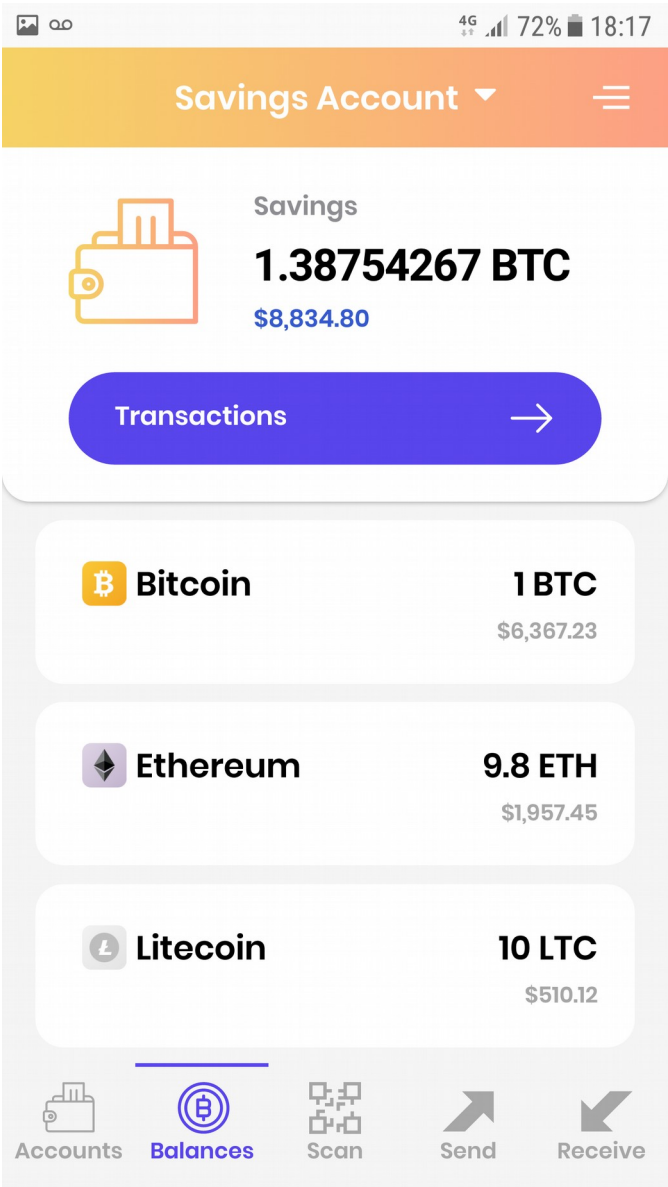 4G 72% 18:17
Savings Account
Savings
1.38754267 BTC
$8,834.80
Transactions
Bitcoin 1 BTC
$6,367.23
Ethereum 9.8 ETH
$1,957.45
Litecoin 10 LTC
$510.12
Accounts Balances Scan Send Receive